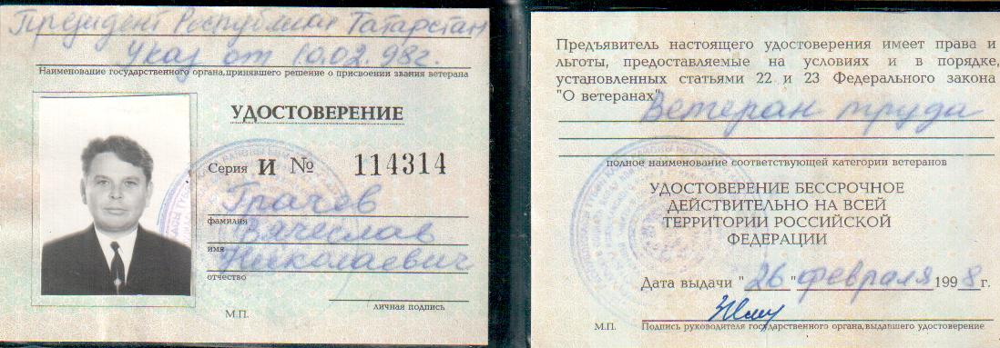 Президент Республики Татарстан
Указ от 10.02.98г.
Наименование государственного органа,принявшего решение о присвоении звания ветерана
УДОСТОВЕРЕНИЕ
Серия И № 114314
Грачов
фамилия
Вячеслав
имя
Николаевич
отчество
личная подпись
М.П.
Предъявитель настоящего удостоверения имеет права и
льготы, предоставляемые на условиях и в порядке,
установленных статьями 22 и 23 Федерального закона
"О ветеранах"
Ветеран труда
полное наименование соответствующей категории ветеранов
УДОСТОВЕРЕНИЕ БЕССРОЧНОЕ
ДЕЙСТВИТЕЛЬНО НА ВСЕЙ
ТЕРРИТОРИИ РОССИЙСКОЙ
ФЕДЕРАЦИИ
Дата выдачи "26" февраля 1998г.
М.П. Подпись руководителя государственного органа,выдавшего удостоверение